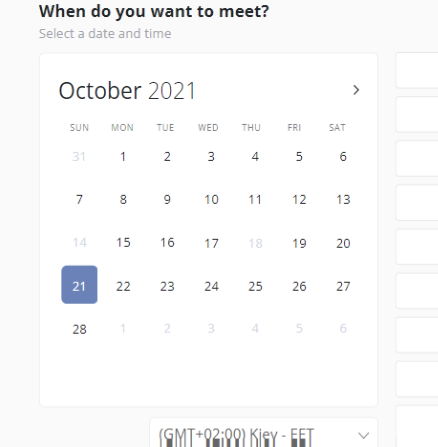 When do you want to meet?
Select a date and time
October 2021
SUN MON TUE WED THU FRI SAT
31 1 2 3 4 5 6
7 8 9 10 11 12 13
14 15 16 17 18 19 20
21 22 23 24 25 26 27
28 1 2 3 4 5 6
(GMT+02:00) Kiev - EET